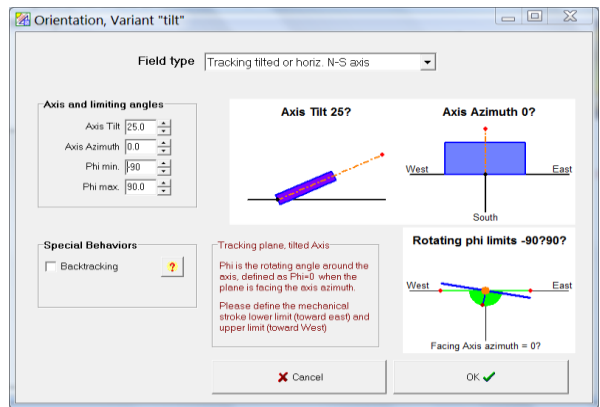 Orientation, Variant "tilt"
Field type Tracking tilted or horiz. N-S axis
Axis and limiting angles
Axis Tilt 25.0
Axis Azimuth 0.0
Phi min. -90
Phi max. 90.0
Axis Tilt 25?
Axis Azimuth 0?
West East
South
Special Behaviors
Backtracking ?
Tracking plane, tilted Axis
Phi is the rotating angle around the
axis, defined as Phi=0 when the
plane is facing the axis azimuth.
Please define the mechanical
stroke lower limit (toward east) and
upper limit (toward West)
Rotating phi limits -90?90?
West East
Facing Axis azimuth = 0?
Cancel
OK